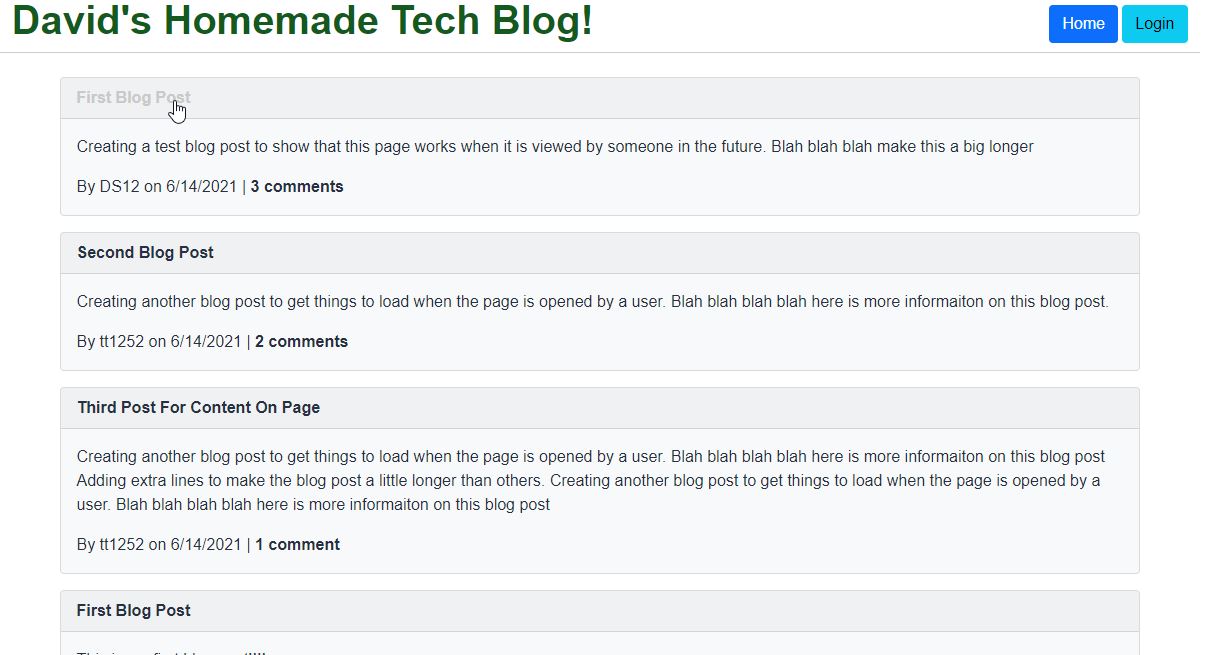 David's Homemade Tech Blog!
Home
Login
First Blog Post
Creating a test blog post to show that this page works when it is viewed by someone in the future. Blah blah blah make this a big longer
By DS12 on 6/14/2021 | 3 comments
Second Blog Post
Creating another blog post to get things to load when the page is opened by a user. Blah blah blah blah here is more informaiton on this blog post.
By tt1252 on 6/14/2021 | 2 comments
Third Post For Content On Page
Creating another blog post to get things to load when the page is opened by a user. Blah blah blah blah here is more informaiton on this blog post
Adding extra lines to make the blog post a little longer than others. Creating another blog post to get things to load when the page is opened by a
user. Blah blah blah blah here is more informaiton on this blog post
By tt1252 on 6/14/2021 | 1 comment
First Blog Post